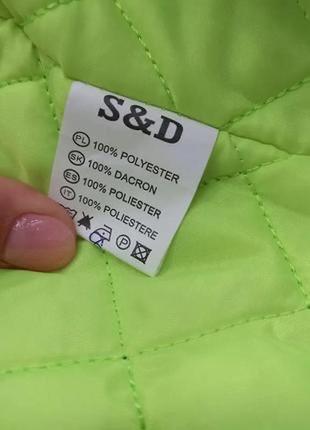 S&D
PL 100% POLYESTER
SK 100% DACRON
ES 100% POLIESTER
IT 100% POLIESTERE
P